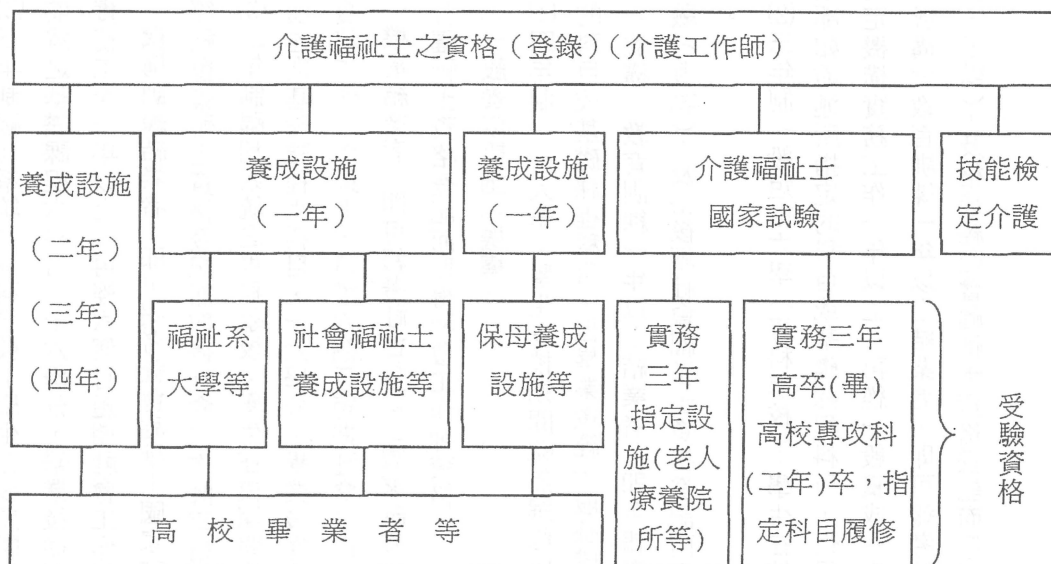 介護福祉士之資格(登錄)(介護工作師)
養成設施
(二年)
(三年)
(四年)
養成設施
(一年)
養成設施
(一年)
介護福祉士
國家試驗
技能檢
定介護
福祉系
大學等
社會福祉士
養成設施等
保母養成
設施等
實務
三年
指定設
施(老人
療養院
所等)
實務三年
高卒(畢)
高校專攻科
(二年)卒,指
定科目履修
受驗資格
高校畢業者等